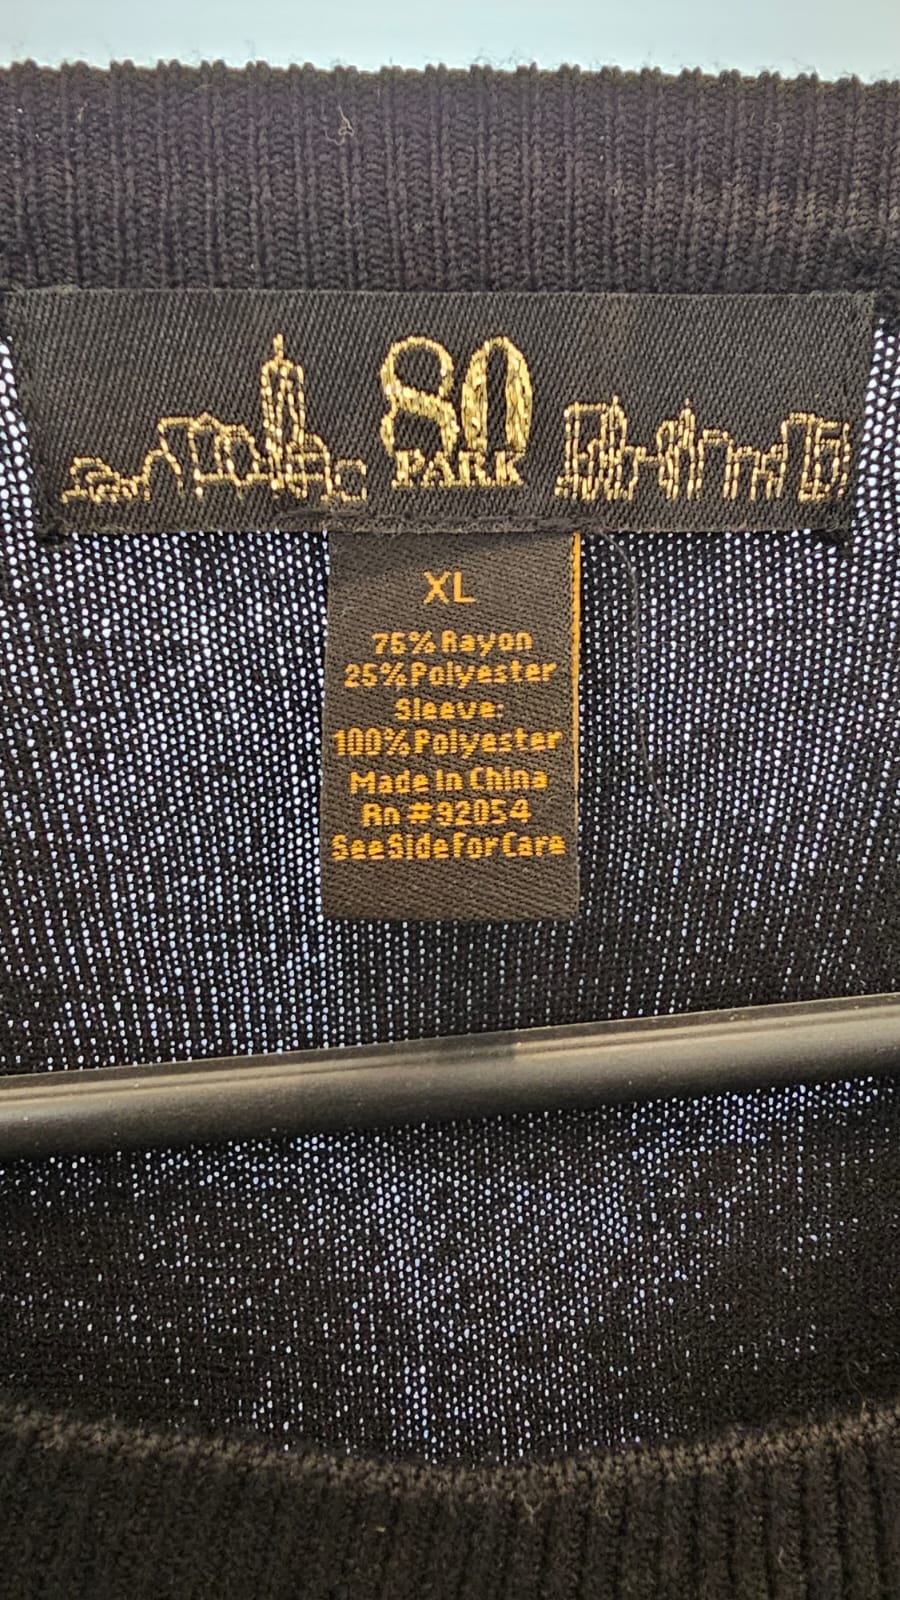 80
PARK
XL
75% Rayon
25% Polyester
Sleeve:
100% Polyester
Made In China
Rn #92054
See Side For Care